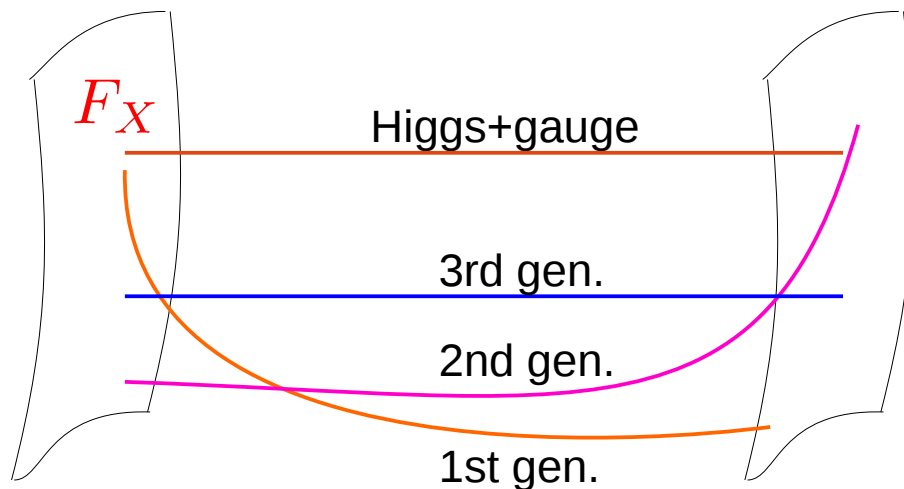 F_X
Higgs+gauge
3rd gen.
2nd gen.
1st gen.